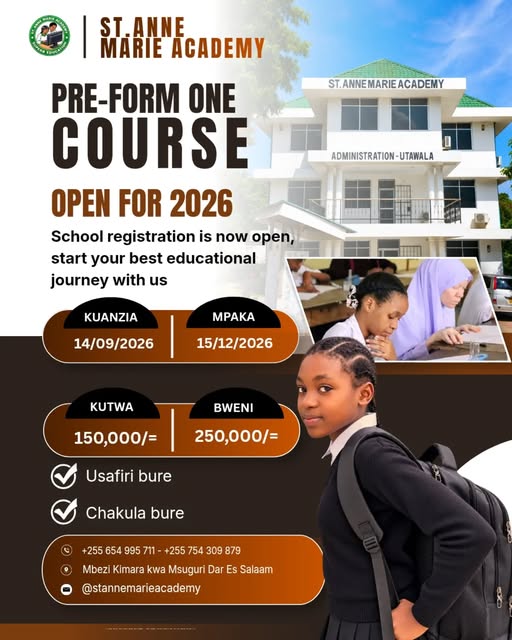 ST.ANNE
MARIE ACADEMY
PRE-FORM ONE
COURSE
OPEN FOR 2026
School registration is now open,
start your best educational
journey with us
ST.ANNE MARIE ACADEMY
ADMINISTRATION - UTAWALA
KUANZIA
MPAKA
14/09/2026
15/12/2026
KUTWA
BWENI
150,000/=
250,000/=
Usafiri bure
Chakula bure
+255 654 995 711 - +255 754 309 879
Mbezi Kimara kwa Msuguri Dar Es Salaam
@stannemarieacademy